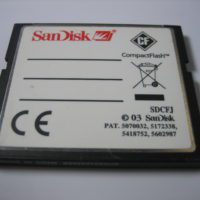 SanDisk
CF
CompactFlash™
CE
SDCFJ
© 03 SanDisk
PAT. 5070032, 5172338,
5418752, 5602987